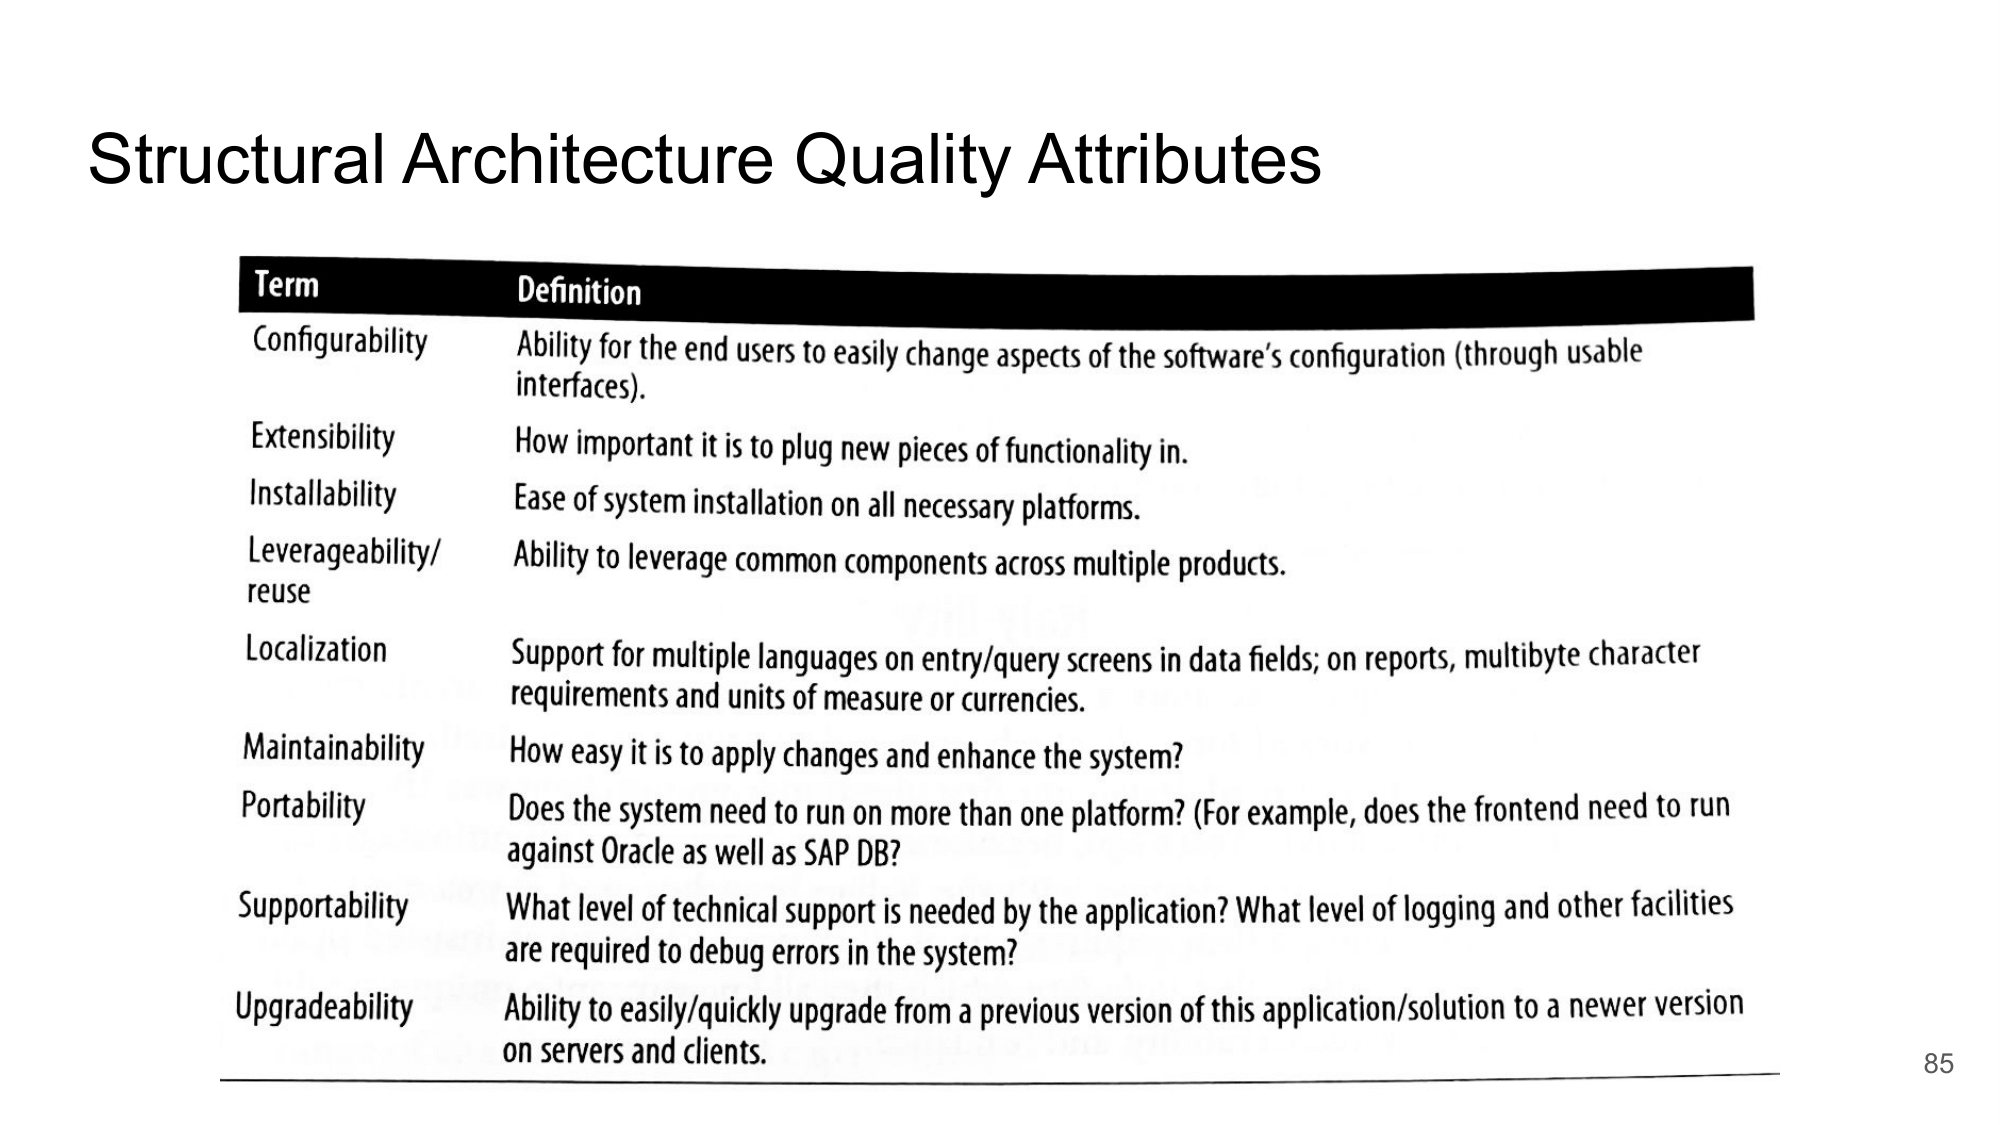 Structural Architecture Quality Attributes
Term Definition
Configurability Ability for the end users to easily change aspects of the software's configuration (through usable
interfaces).
Extensibility How important it is to plug new pieces of functionality in.
Installability Ease of system installation on all necessary platforms.
Leverageability/ Ability to leverage common components across multiple products.
reuse
Localization Support for multiple languages on entry/query screens in data fields; on reports, multibyte character
requirements and units of measure or currencies.
Maintainability How easy it is to apply changes and enhance the system?
Portability Does the system need to run on more than one platform? (For example, does the frontend need to run
against Oracle as well as SAP DB?
Supportability What level of technical support is needed by the application? What level of logging and other facilities
are required to debug errors in the system?
Upgradeability Ability to easily/quickly upgrade from a previous version of this application/solution to a newer version
on servers and clients.
85